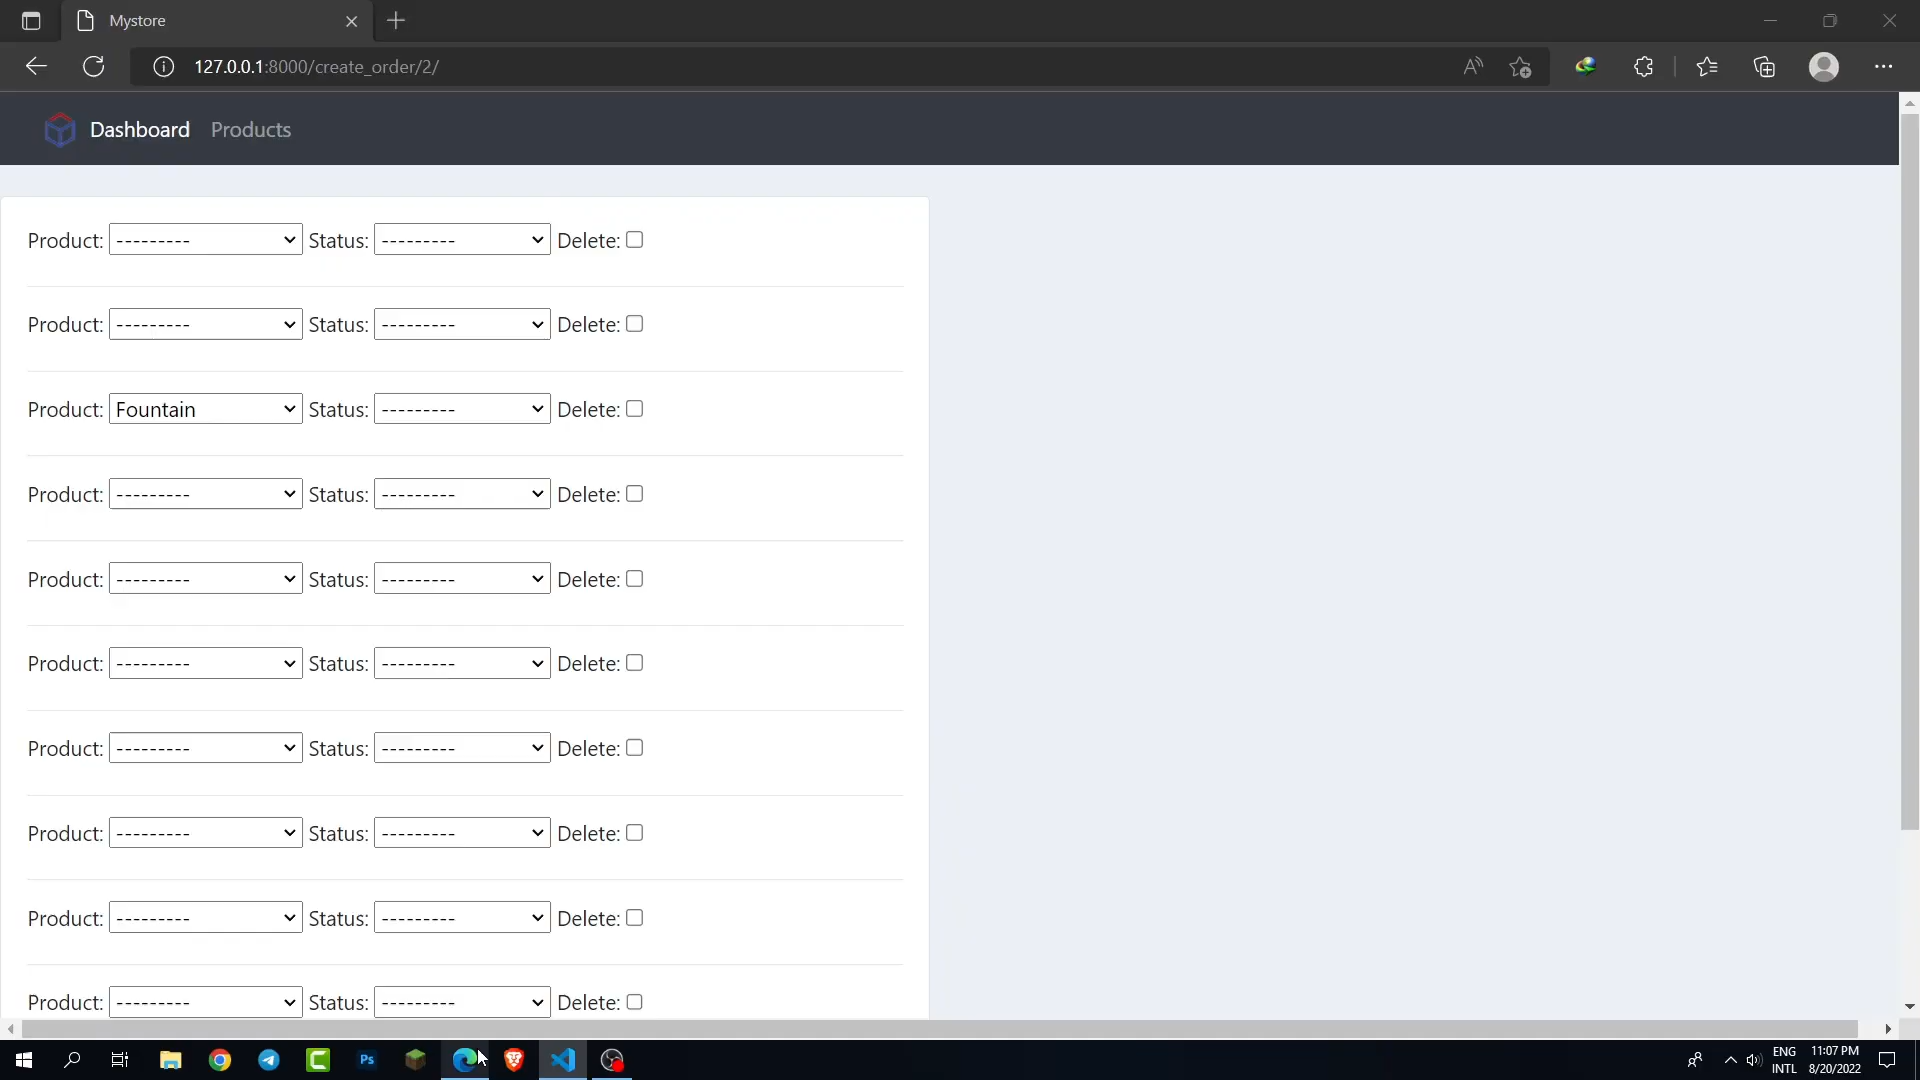 Mystore
127.0.0.1:8000/create_order/2/
Dashboard Products
Product: --------- Status: --------- Delete:
Product: --------- Status: --------- Delete:
Product: Fountain Status: --------- Delete:
Product: --------- Status: --------- Delete:
Product: --------- Status: --------- Delete:
Product: --------- Status: --------- Delete:
Product: --------- Status: --------- Delete:
Product: --------- Status: --------- Delete:
Product: --------- Status: --------- Delete:
Product: --------- Status: --------- Delete:
Ps
ENG 11:07 PM
INTL 8/20/2022